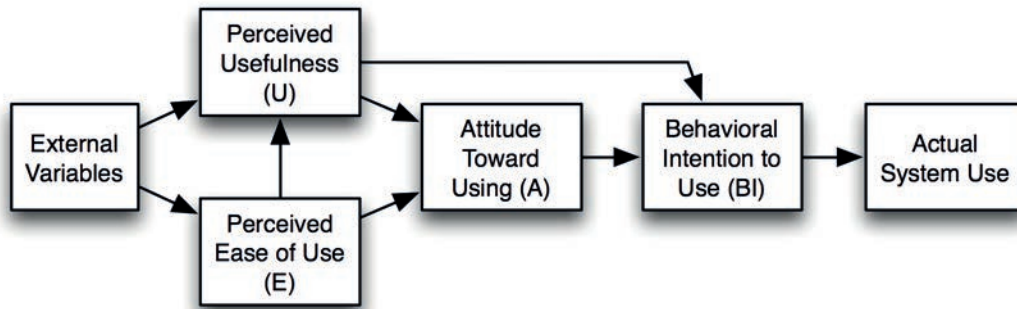 Perceived
Usefulness
(U)
External
Variables
Perceived
Ease of Use
(E)
Attitude
Toward
Using (A)
Behavioral
Intention to
Use (BI)
Actual
System Use